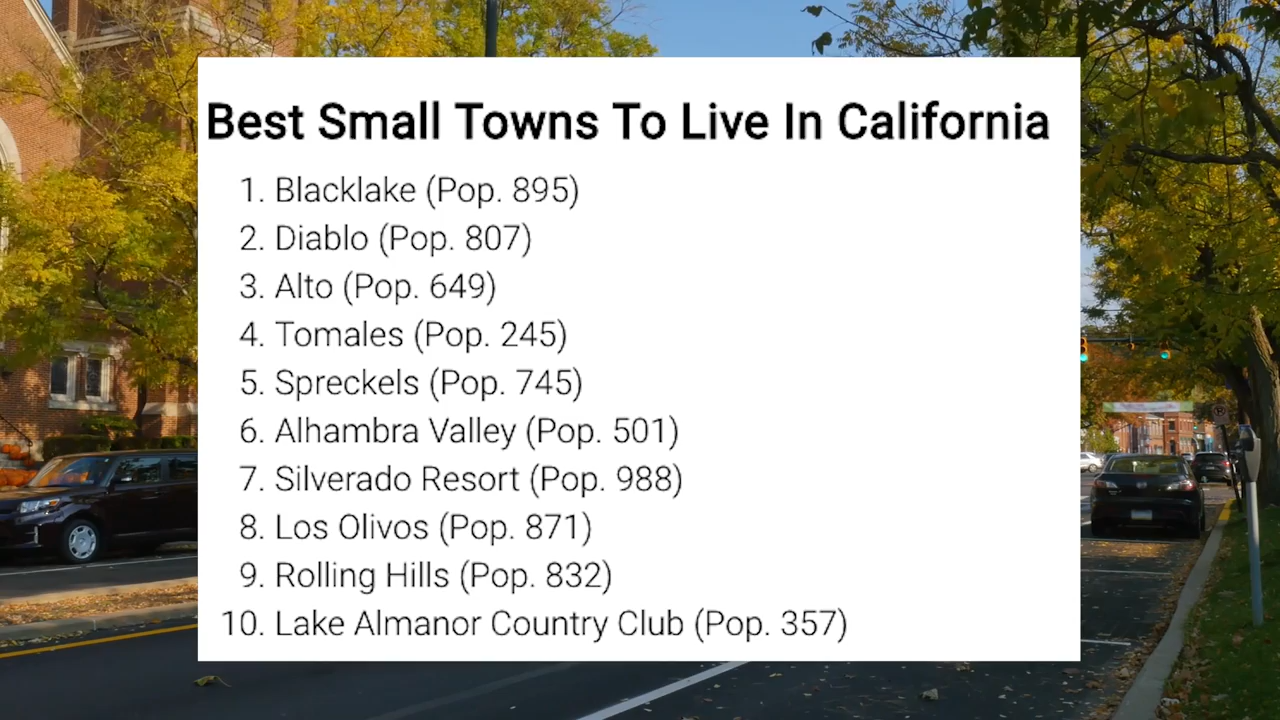 Best Small Towns To Live In California
1. Blacklake (Pop. 895)
2. Diablo (Pop. 807)
3. Alto (Pop. 649)
4. Tomales (Pop. 245)
5. Spreckels (Pop. 745)
6. Alhambra Valley (Pop. 501)
7. Silverado Resort (Pop. 988)
8. Los Olivos (Pop. 871)
9. Rolling Hills (Pop. 832)
10. Lake Almanor Country Club (Pop. 357)